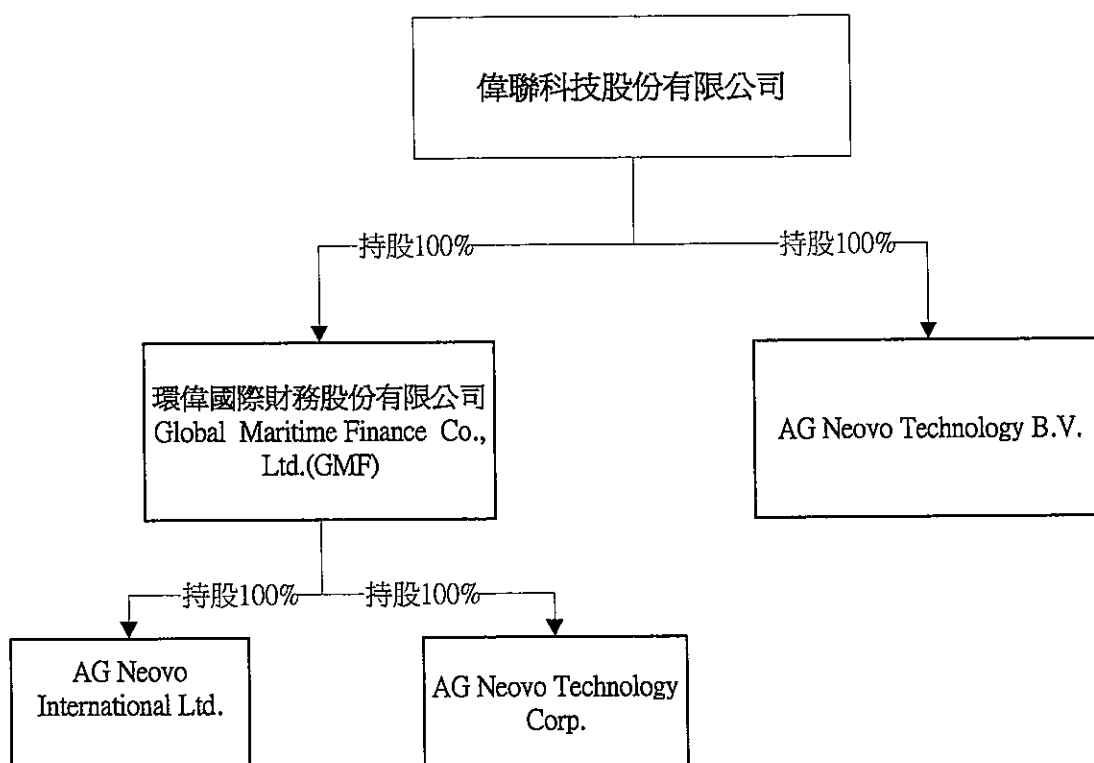 偉聯科技股份有限公司
持股100%
持股100%
環偉國際財務股份有限公司
Global Maritime Finance Co.,
Ltd.(GMF)
AG Neovo Technology B.V.
持股100%
持股100%
AG Neovo
International Ltd.
AG Neovo Technology
Corp.